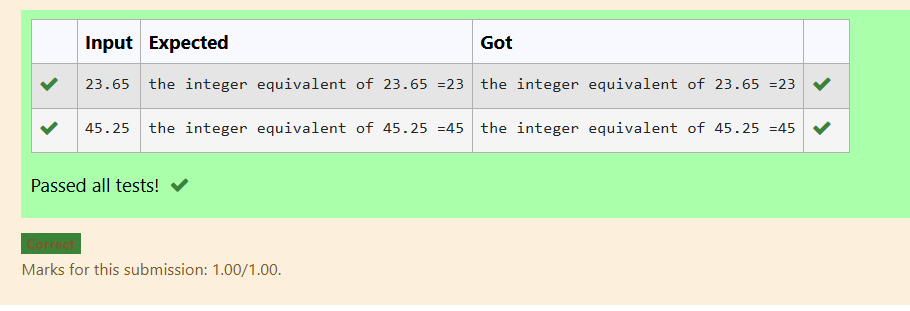 Input Expected Got
23.65 the integer equivalent of 23.65 =23 the integer equivalent of 23.65 =23
45.25 the integer equivalent of 45.25 =45 the integer equivalent of 45.25 =45
Passed all tests!
Correct
Marks for this submission: 1.00/1.00.